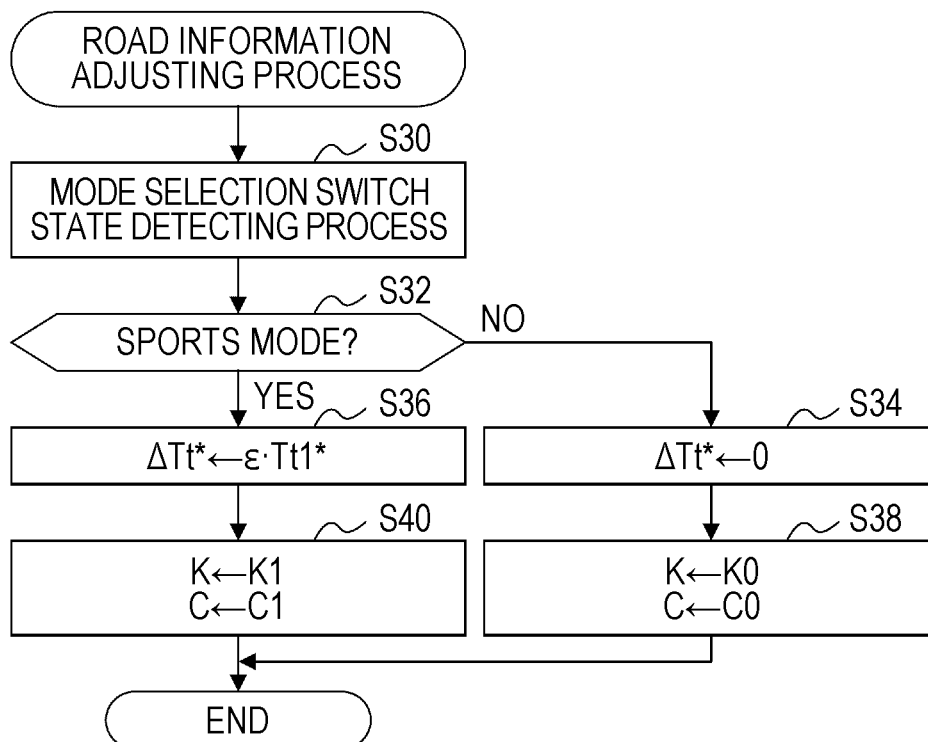 ROAD INFORMATION
ADJUSTING PROCESS
S30
MODE SELECTION SWITCH
STATE DETECTING PROCESS
S32
SPORTS MODE?
NO
YES
S36
ΔTt*←ε·Tt1*
S34
ΔTt*←0
S40
K←K1
C←C1
S38
K←K0
C←C0
END